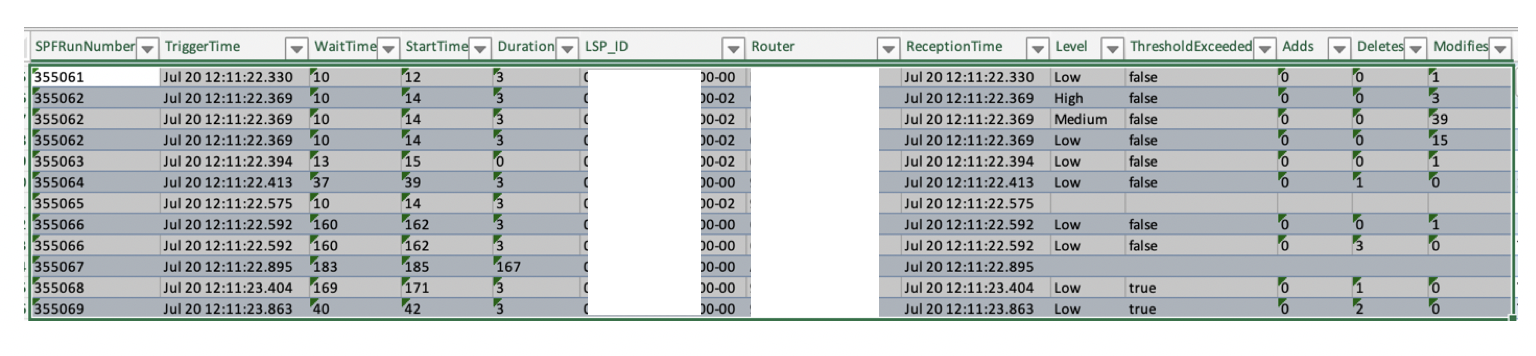 SPFRunNumber TriggerTime WaitTime StartTime Duration LSP_ID Router ReceptionTime Level ThresholdExceeded Adds Deletes Modifies
355061 Jul 20 12:11:22.330 10 12 3 00-00 Jul 20 12:11:22.330 Low false 0 0 1
355062 Jul 20 12:11:22.369 10 14 3 00-02 Jul 20 12:11:22.369 High false 0 0 3
355062 Jul 20 12:11:22.369 10 14 3 00-02 Jul 20 12:11:22.369 Medium false 0 0 39
355062 Jul 20 12:11:22.369 10 14 3 00-02 Jul 20 12:11:22.369 Low false 0 0 15
355063 Jul 20 12:11:22.394 13 15 0 00-02 Jul 20 12:11:22.394 Low false 0 0 1
355064 Jul 20 12:11:22.413 37 39 3 00-00 Jul 20 12:11:22.413 Low false 0 1 0
355065 Jul 20 12:11:22.575 10 14 3 00-02 Jul 20 12:11:22.575
355066 Jul 20 12:11:22.592 160 162 3 00-00 Jul 20 12:11:22.592 Low false 0 0 1
355066 Jul 20 12:11:22.592 160 162 3 00-00 Jul 20 12:11:22.592 Low false 0 3 0
355067 Jul 20 12:11:22.895 183 185 167 00-00 Jul 20 12:11:22.895
355068 Jul 20 12:11:23.404 169 171 3 00-00 Jul 20 12:11:23.404 Low true 0 1 0
355069 Jul 20 12:11:23.863 40 42 3 00-00 Jul 20 12:11:23.863 Low true 0 2 0